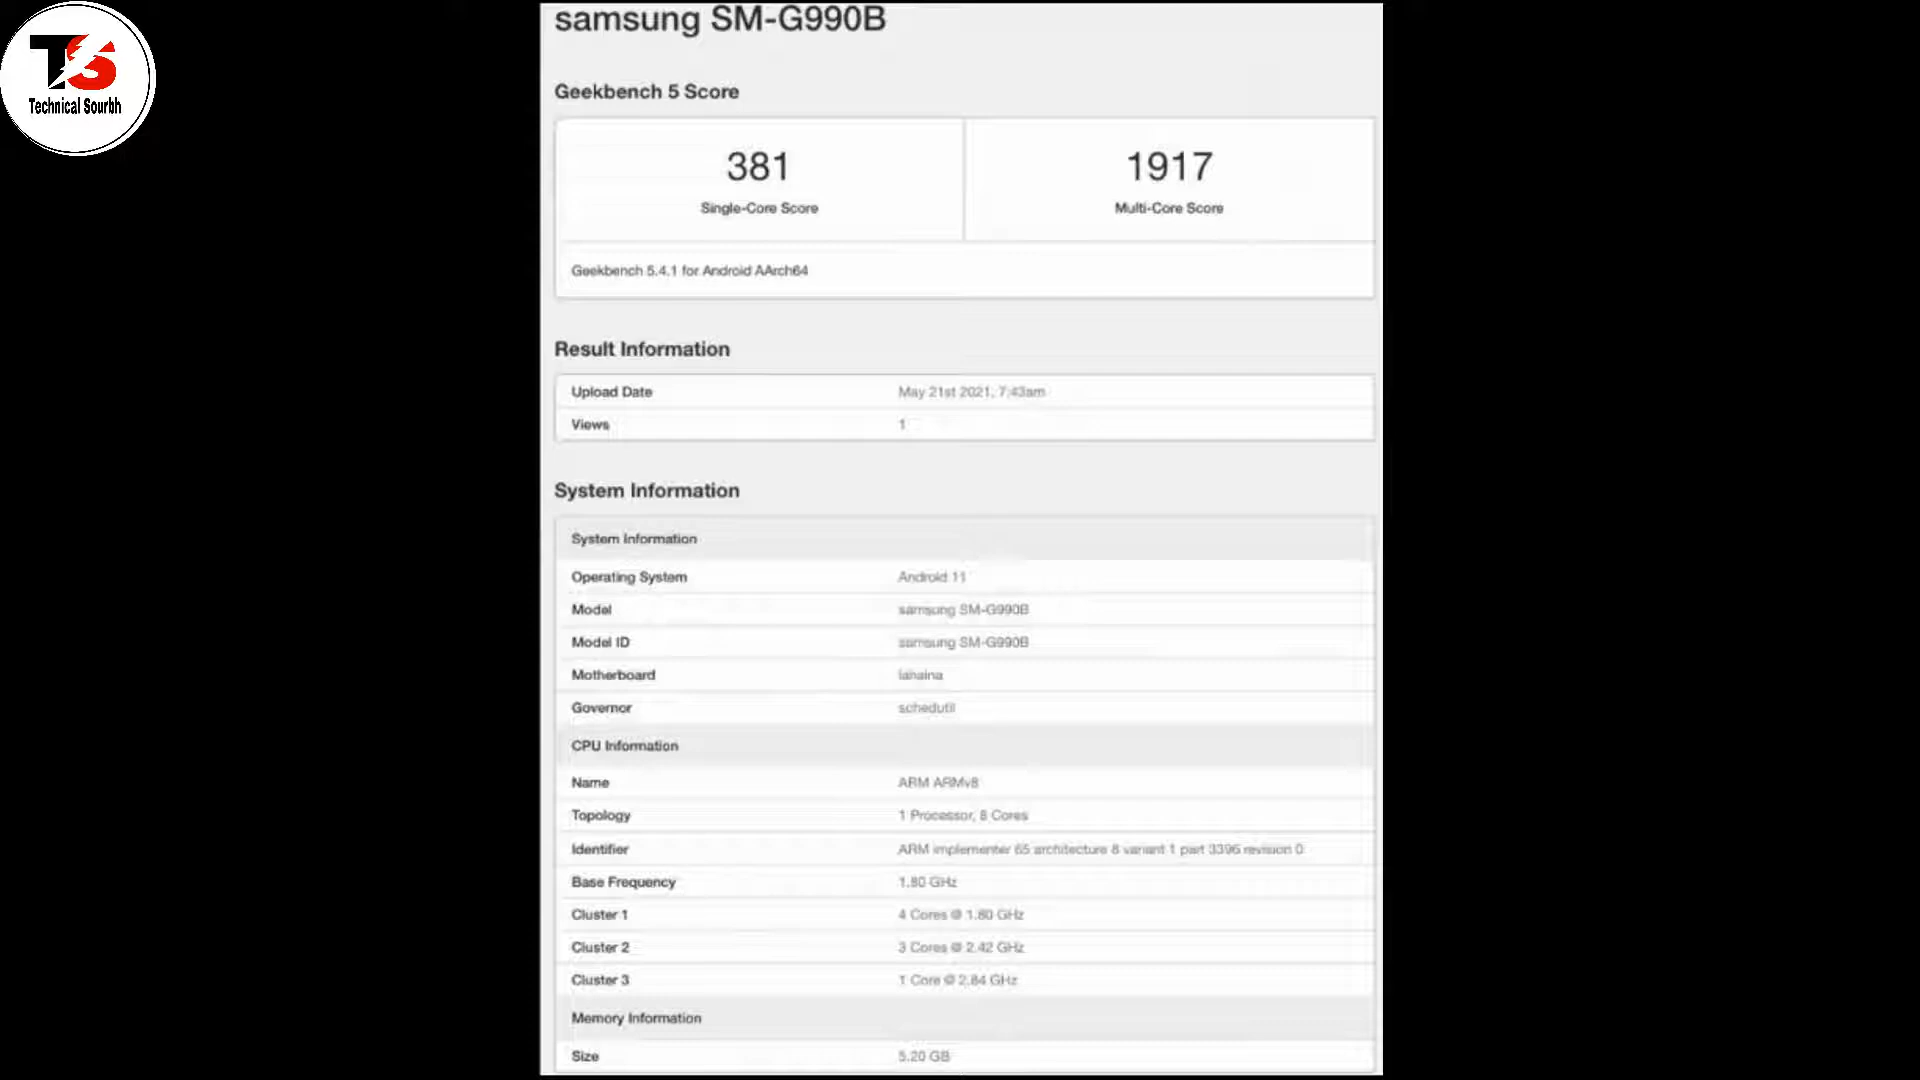 TS
Technical Sourbh
samsung SM-G990B
Geekbench 5 Score
381
Single-Core Score
1917
Multi-Core Score
Geekbench 5.4.1 for Android AArch64
Result Information
Upload Date May 21st 2021, 7:43am
Views 1
System Information
System Information
Operating System Android 11
Model samsung SM-G990B
Model ID samsung SM-G990B
Motherboard lahaina
Governor schedutil
CPU Information
Name ARM ARMv8
Topology 1 Processor, 8 Cores
Identifier ARM implementer 65 architecture 8 variant 1 part 3396 revision 0
Base Frequency 1.80 GHz
Cluster 1 4 Cores @ 1.80 GHz
Cluster 2 3 Cores @ 2.42 GHz
Cluster 3 1 Core @ 2.84 GHz
Memory Information
Size 5.20 GB